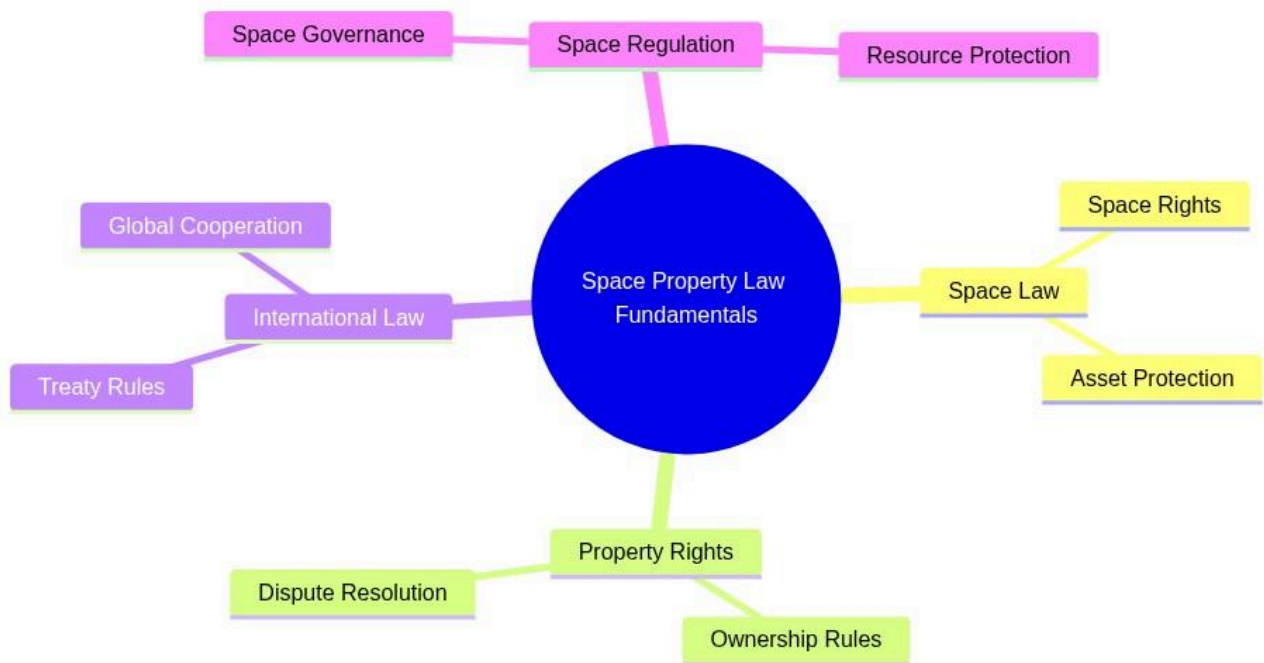 Space Governance
Space Regulation
Resource Protection
Global Cooperation
International Law
Treaty Rules
Space Property Law
Fundamentals
Space Rights
Space Law
Asset Protection
Property Rights
Dispute Resolution
Ownership Rules